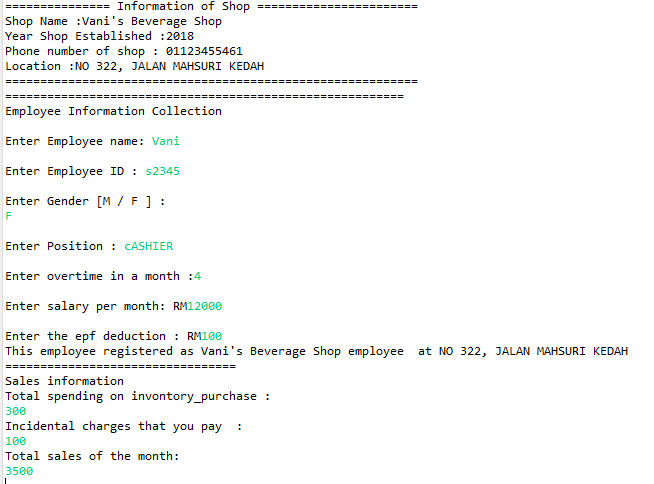 =============== Information of Shop =======================
Shop Name :Vani's Beverage Shop
Year Shop Established :2018
Phone number of shop : 01123455461
Location :NO 322, JALAN MAHSURI KEDAH
===========================================================
=========================================================
Employee Information Collection
Enter Employee name: Vani
Enter Employee ID : s2345
Enter Gender [M / F ] :
F
Enter Position : cASHIER
Enter overtime in a month :4
Enter salary per month: RM12000
Enter the epf deduction : RM100
This employee registered as Vani's Beverage Shop employee  at NO 322, JALAN MAHSURI KEDAH
=================================
Sales information
Total spending on invontory_purchase :
300
Incidental charges that you pay  :
100
Total sales of the month:
3500